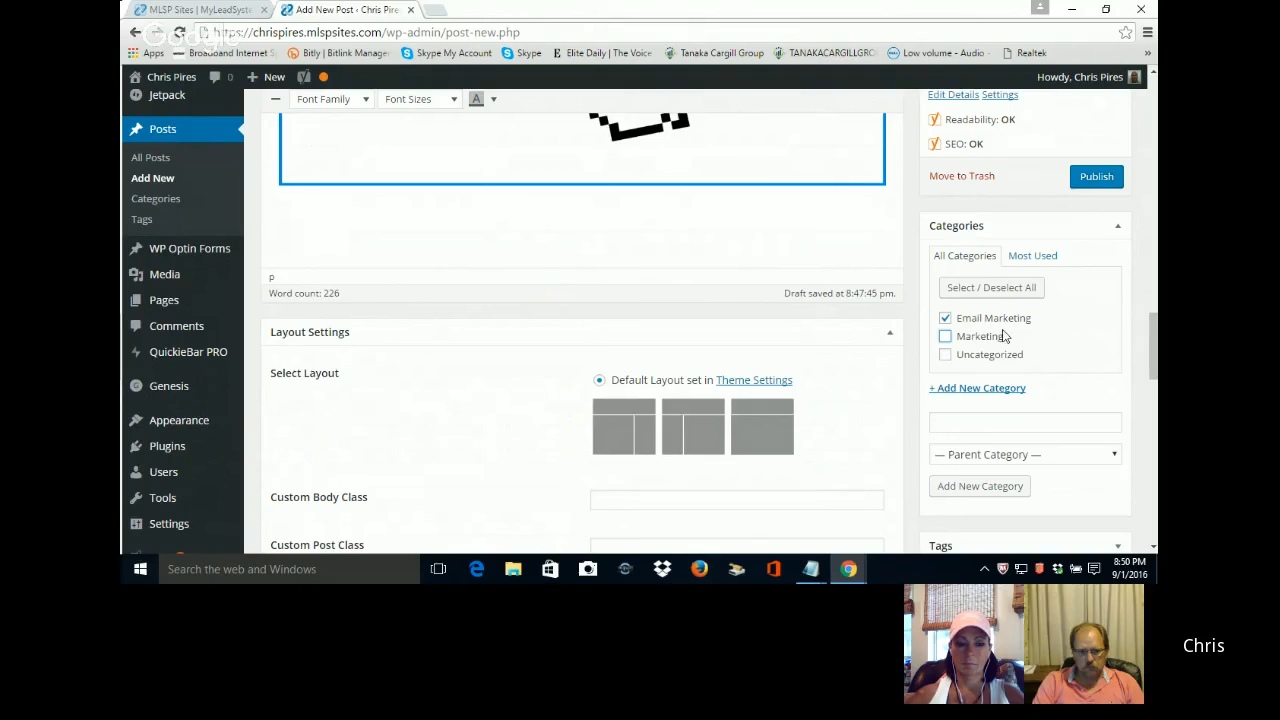 MLSP Sites | MyLeadSyst
Add New Post ‹ Chris Pires
Google
https://chrispires.mlspsites.com/wp-admin/post-new.php
Apps
Broadband Internet S
Bitly | Bitlink Manager
Skype My Account
Skype
Elite Daily | The Voice
Tanaka Cargill Group
TANAKACARGILLGRO
Low volume - Audio
Realtek
»
Chris Pires
0
New
Howdy, Chris Pires
Jetpack
Posts
All Posts
Add New
Categories
Tags
WP Optin Forms
Media
Pages
Comments
QuickieBar PRO
Genesis
Appearance
Plugins
Users
Tools
Settings
Font Family
Font Sizes
A
p
Word count: 226
Draft saved at 8:47:45 pm.
Layout Settings
Select Layout
Default Layout set in Theme Settings
Custom Body Class
Custom Post Class
Edit Details Settings
Readability: OK
SEO: OK
Move to Trash
Publish
Categories
All Categories
Most Used
Select / Deselect All
Email Marketing
Marketing
Uncategorized
+ Add New Category
— Parent Category —
Add New Category
Tags
Search the web and Windows
8:50 PM
9/1/2016
Chris